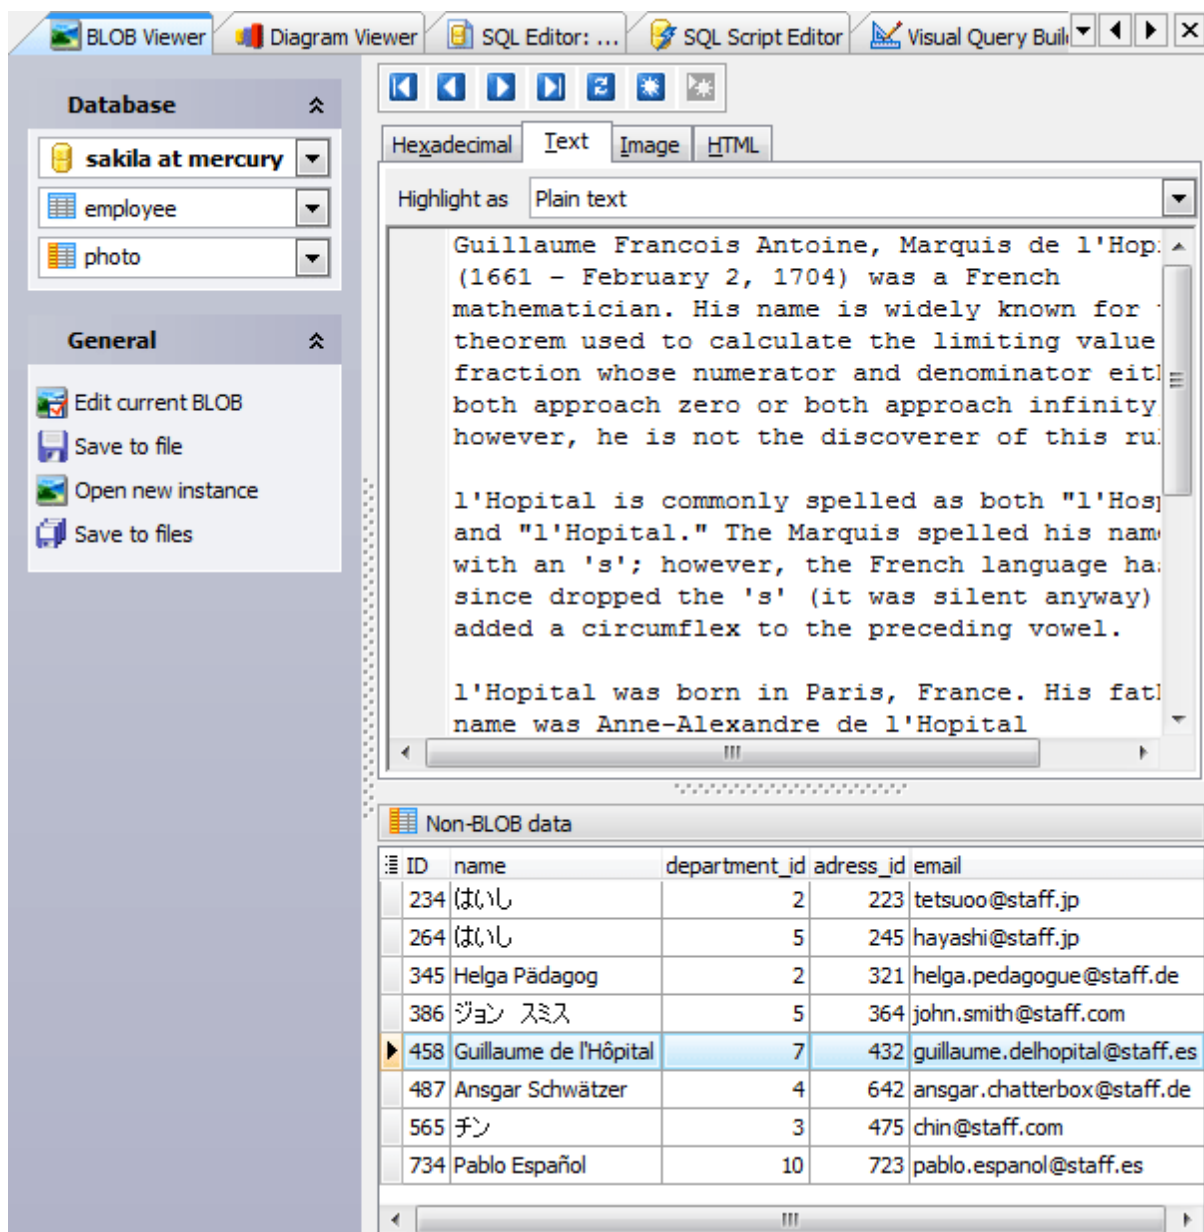 BLOB Viewer Diagram Viewer SQL Editor: ... SQL Script Editor Visual Query Buil
Database
sakila at mercury
employee
photo
General
Edit current BLOB
Save to file
Open new instance
Save to files
Hexadecimal Text Image HTML
Highlight as Plain text
Guillaume Francois Antoine, Marquis de l'Hop
(1661 - February 2, 1704) was a French
mathematician. His name is widely known for
theorem used to calculate the limiting value
fraction whose numerator and denominator eit
both approach zero or both approach infinity
however, he is not the discoverer of this ru
l'Hopital is commonly spelled as both "l'Hos
and "l'Hopital." The Marquis spelled his nam
with an 's'; however, the French language ha
since dropped the 's' (it was silent anyway)
added a circumflex to the preceding vowel.
l'Hopital was born in Paris, France. His fat
name was Anne-Alexandre de l'Hopital
Non-BLOB data
ID name department_id adress_id email
234 はいし 2 223 tetsuoo@staff.jp
264 はいし 5 245 hayashi@staff.jp
345 Helga Pädagog 2 321 helga.pedagogue@staff.de
386 ジョン スミス 5 364 john.smith@staff.com
458 Guillaume de l'Hôpital 7 432 guillaume.delhopital@staff.es
487 Ansgar Schwätzer 4 642 ansgar.chatterbox@staff.de
565 チン 3 475 chin@staff.com
734 Pablo Español 10 723 pablo.espanol@staff.es